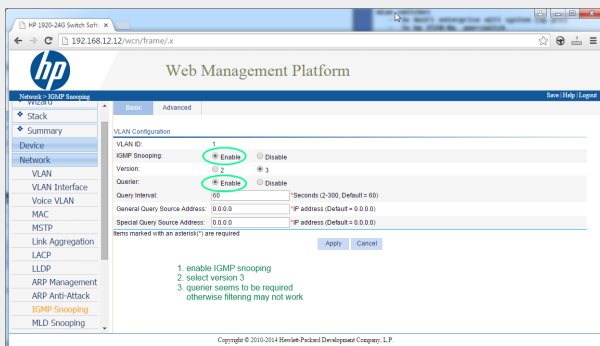 HP 1920-24G Switch Soft
192.168.12.12/wcn/frame/.x
hp
Web Management Platform
Network > IGMP Snooping
Save | Help | Logout
Wizard
Stack
Summary
Device
Network
VLAN
VLAN Interface
Voice VLAN
MAC
MSTP
Link Aggregation
LACP
LLDP
ARP Management
ARP Anti-Attack
IGMP Snooping
MLD Snooping
Basic Advanced
VLAN Configuration
VLAN ID: 1
IGMP Snooping: Enable Disable
Version: 2 3
Querier: Enable Disable
Query Interval: 60 *Seconds (2-300, Default = 60)
General Query Source Address: 0.0.0.0 *IP address (Default = 0.0.0.0)
Special Query Source Address: 0.0.0.0 *IP address (Default = 0.0.0.0)
Items marked with an asterisk(*) are required
Apply Cancel
1. enable IGMP snooping
2. select version 3
3. querier seems to be required
otherwise filtering may not work
Copyright © 2010-2014 Hewlett-Packard Development Company, L.P.